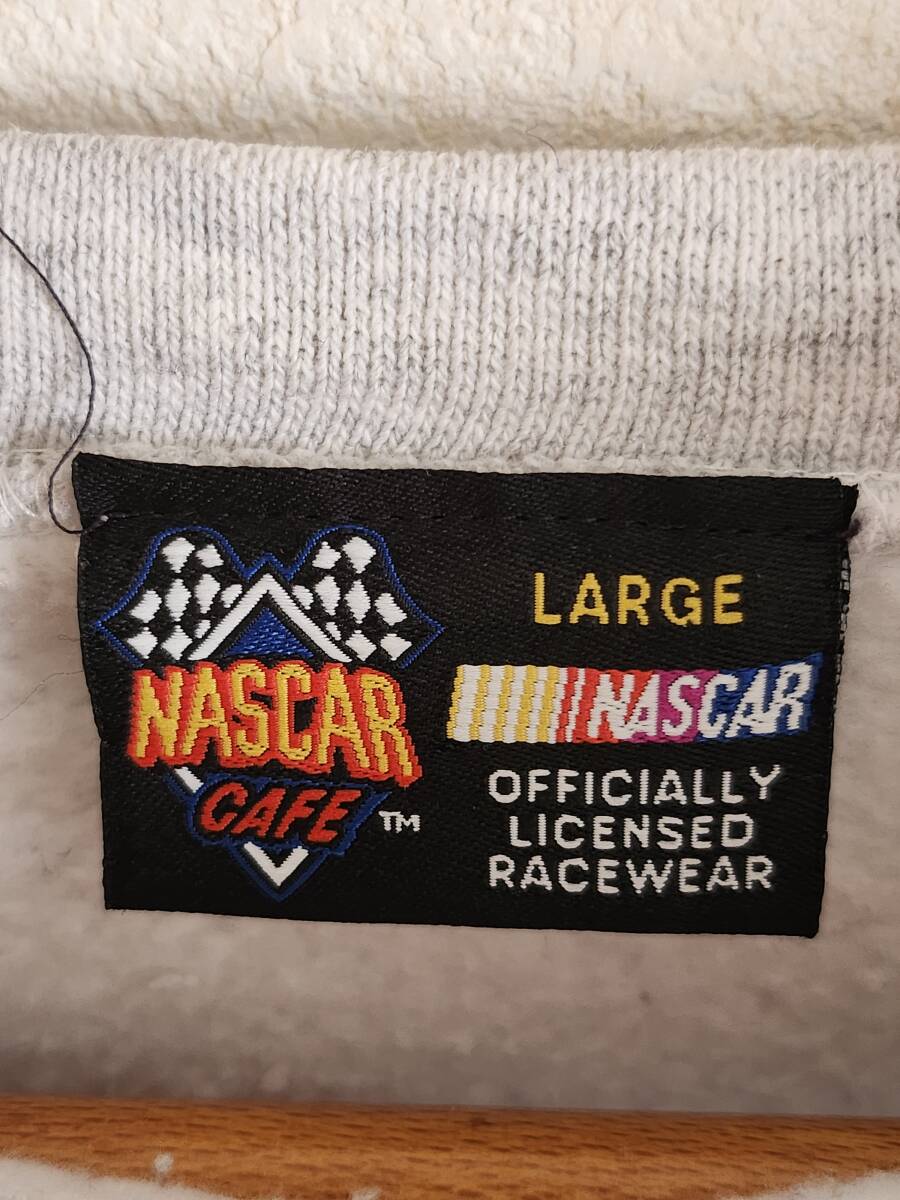 NASCAR
CAFE TM
LARGE
NASCAR
OFFICIALLY
LICENSED
RACEWEAR